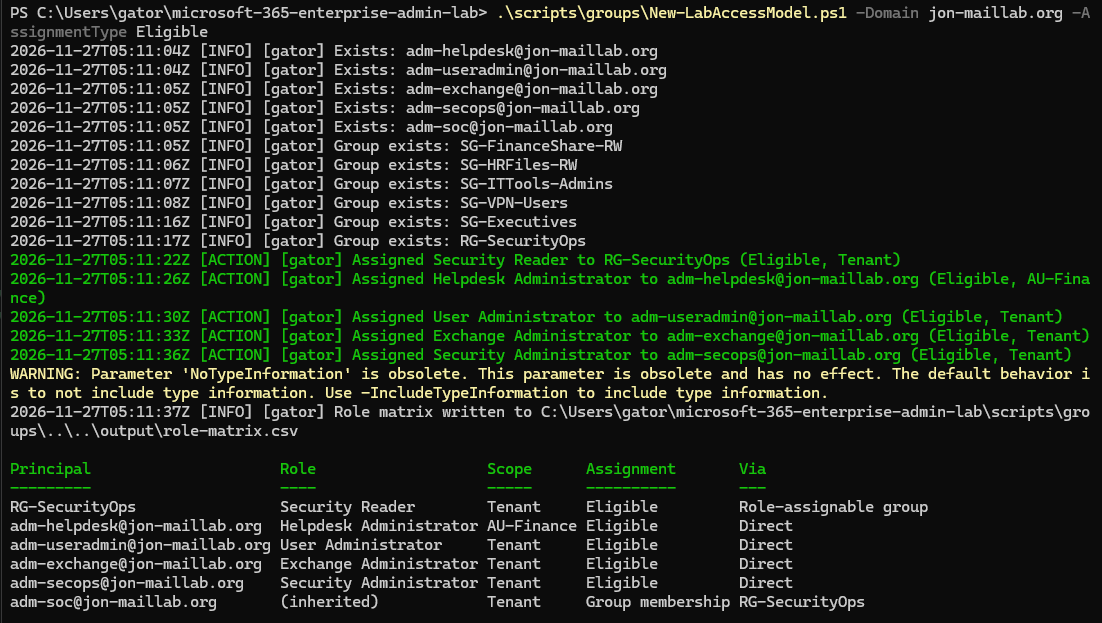 PS C:\Users\gator\microsoft-365-enterprise-admin-lab> .\scripts\groups\New-LabAccessModel.ps1 -Domain jon-maillab.org -A
ssignmentType Eligible
2026-11-27T05:11:04Z [INFO] [gator] Exists: adm-helpdesk@jon-maillab.org
2026-11-27T05:11:04Z [INFO] [gator] Exists: adm-useradmin@jon-maillab.org
2026-11-27T05:11:05Z [INFO] [gator] Exists: adm-exchange@jon-maillab.org
2026-11-27T05:11:05Z [INFO] [gator] Exists: adm-secops@jon-maillab.org
2026-11-27T05:11:05Z [INFO] [gator] Exists: adm-soc@jon-maillab.org
2026-11-27T05:11:05Z [INFO] [gator] Group exists: SG-FinanceShare-RW
2026-11-27T05:11:06Z [INFO] [gator] Group exists: SG-HRFiles-RW
2026-11-27T05:11:07Z [INFO] [gator] Group exists: SG-ITTools-Admins
2026-11-27T05:11:08Z [INFO] [gator] Group exists: SG-VPN-Users
2026-11-27T05:11:16Z [INFO] [gator] Group exists: SG-Executives
2026-11-27T05:11:17Z [INFO] [gator] Group exists: RG-SecurityOps
2026-11-27T05:11:22Z [ACTION] [gator] Assigned Security Reader to RG-SecurityOps (Eligible, Tenant)
2026-11-27T05:11:26Z [ACTION] [gator] Assigned Helpdesk Administrator to adm-helpdesk@jon-maillab.org (Eligible, AU-Fina
nce)
2026-11-27T05:11:30Z [ACTION] [gator] Assigned User Administrator to adm-useradmin@jon-maillab.org (Eligible, Tenant)
2026-11-27T05:11:33Z [ACTION] [gator] Assigned Exchange Administrator to adm-exchange@jon-maillab.org (Eligible, Tenant)
2026-11-27T05:11:36Z [ACTION] [gator] Assigned Security Administrator to adm-secops@jon-maillab.org (Eligible, Tenant)
WARNING: Parameter 'NoTypeInformation' is obsolete. This parameter is obsolete and has no effect. The default behavior i
s to not include type information. Use -IncludeTypeInformation to include type information.
2026-11-27T05:11:37Z [INFO] [gator] Role matrix written to C:\Users\gator\microsoft-365-enterprise-admin-lab\scripts\gro
ups\..\..\output\role-matrix.csv
Principal Role Scope Assignment Via
--------- ---- ----- ---------- ---
RG-SecurityOps Security Reader Tenant Eligible Role-assignable group
adm-helpdesk@jon-maillab.org Helpdesk Administrator AU-Finance Eligible Direct
adm-useradmin@jon-maillab.org User Administrator Tenant Eligible Direct
adm-exchange@jon-maillab.org Exchange Administrator Tenant Eligible Direct
adm-secops@jon-maillab.org Security Administrator Tenant Eligible Direct
adm-soc@jon-maillab.org (inherited) Tenant Group membership RG-SecurityOps